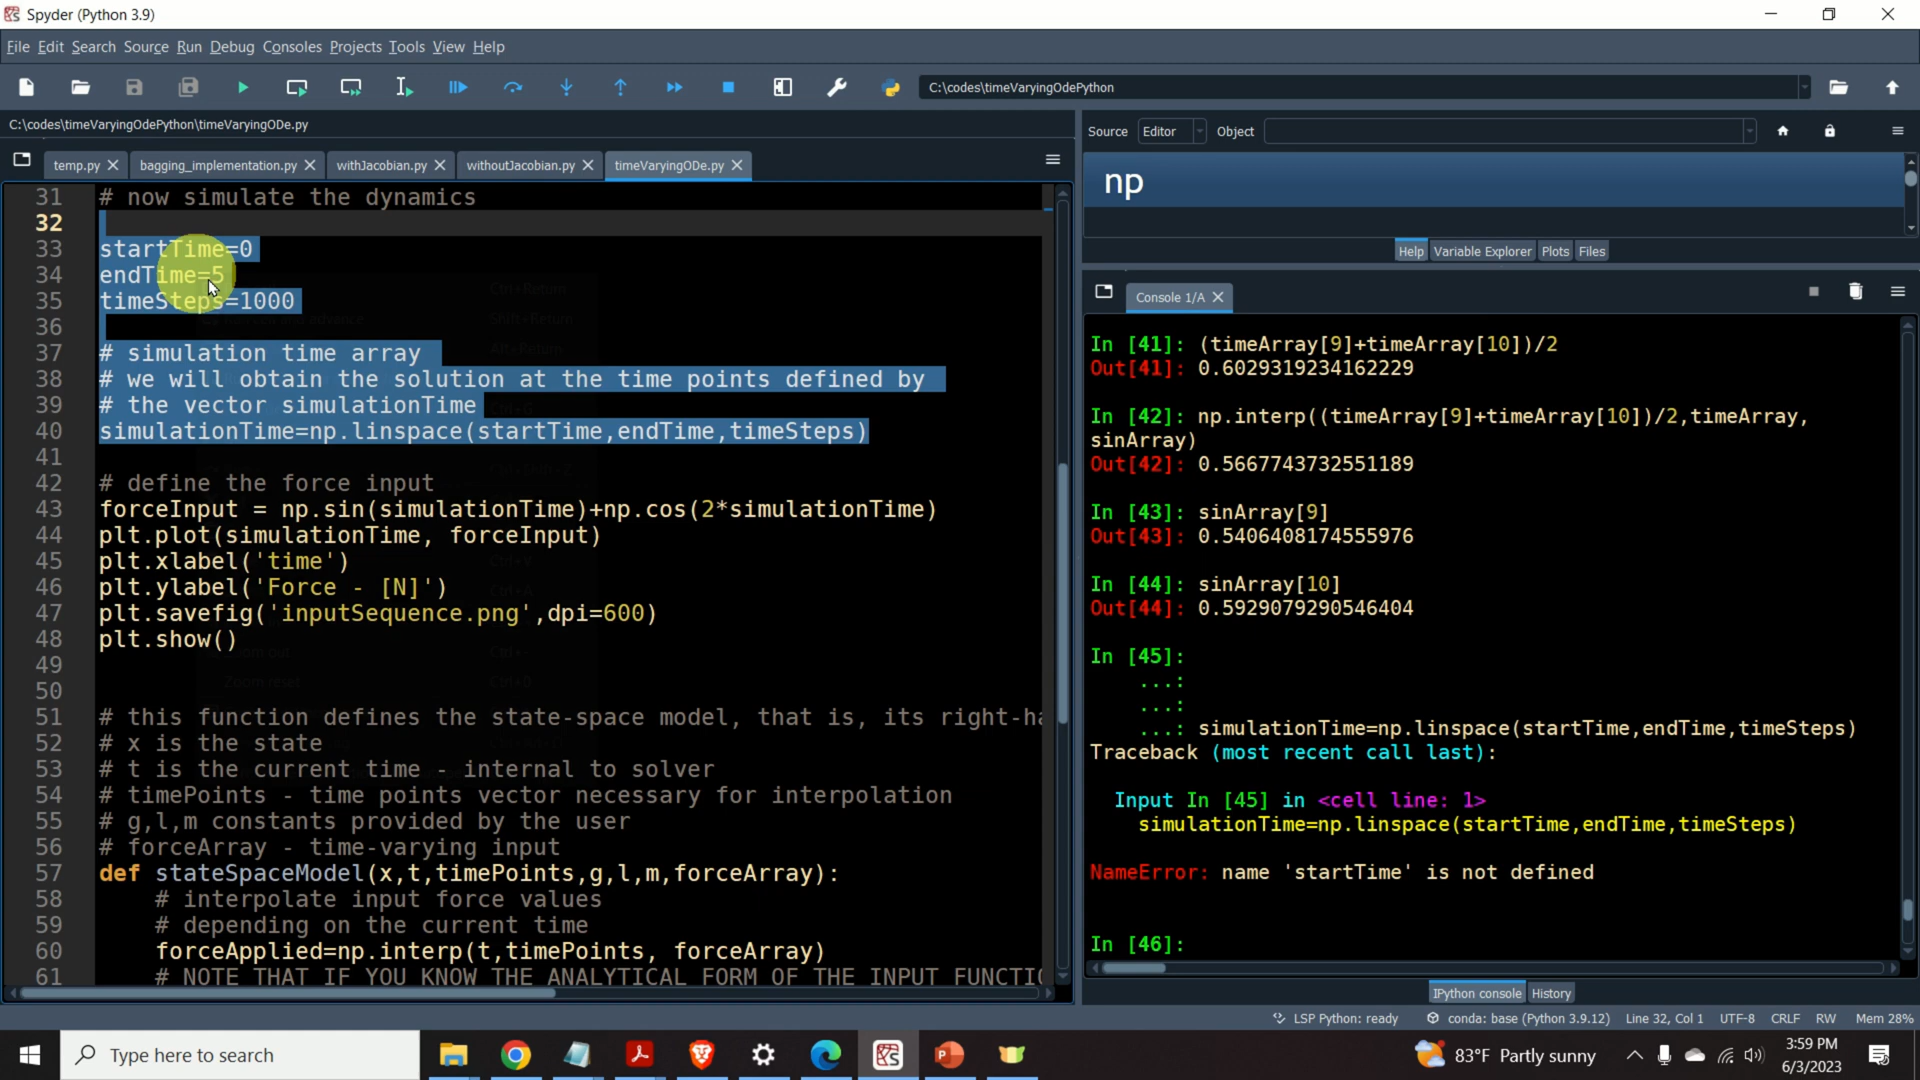 Spyder (Python 3.9)
File Edit Search Source Run Debug Consoles Projects Tools View Help
C:\codes\timeVaryingOdePython
C:\codes\timeVaryingOdePython\timeVaryingODe.py
temp.py bagging_implementation.py withJacobian.py withoutJacobian.py timeVaryingODe.py
31 # now simulate the dynamics
32
33 startTime=0
34 endTime=5
35 timeSteps=1000
36
37 # simulation time array
38 # we will obtain the solution at the time points defined by
39 # the vector simulationTime
40 simulationTime=np.linspace(startTime,endTime,timeSteps)
41
42 # define the force input
43 forceInput = np.sin(simulationTime)+np.cos(2*simulationTime)
44 plt.plot(simulationTime, forceInput)
45 plt.xlabel('time')
46 plt.ylabel('Force - [N]')
47 plt.savefig('inputSequence.png',dpi=600)
48 plt.show()
49
50
51 # this function defines the state-space model, that is, its right-ha
52 # x is the state
53 # t is the current time - internal to solver
54 # timePoints - time points vector necessary for interpolation
55 # g,l,m constants provided by the user
56 # forceArray - time-varying input
57 def stateSpaceModel(x,t,timePoints,g,l,m,forceArray):
58 # interpolate input force values
59 # depending on the current time
60 forceApplied=np.interp(t,timePoints, forceArray)
61 # NOTE THAT IF YOU KNOW THE ANALYTICAL FORM OF THE INPUT FUNCTIO
Source Editor Object
np
Help Variable Explorer Plots Files
Console 1/A
In [41]: (timeArray[9]+timeArray[10])/2
Out[41]: 0.6029319234162229
In [42]: np.interp((timeArray[9]+timeArray[10])/2,timeArray,
sinArray)
Out[42]: 0.5667743732551189
In [43]: sinArray[9]
Out[43]: 0.5406408174555976
In [44]: sinArray[10]
Out[44]: 0.5929079290546404
In [45]:
...:
...:
...: simulationTime=np.linspace(startTime,endTime,timeSteps)
Traceback (most recent call last):
Input In [45] in <cell line: 1>
simulationTime=np.linspace(startTime,endTime,timeSteps)
NameError: name 'startTime' is not defined
In [46]:
IPython console History
LSP Python: ready conda: base (Python 3.9.12) Line 32, Col 1 UTF-8 CRLF RW Mem 28%
Type here to search
83°F Partly sunny
3:59 PM
6/3/2023